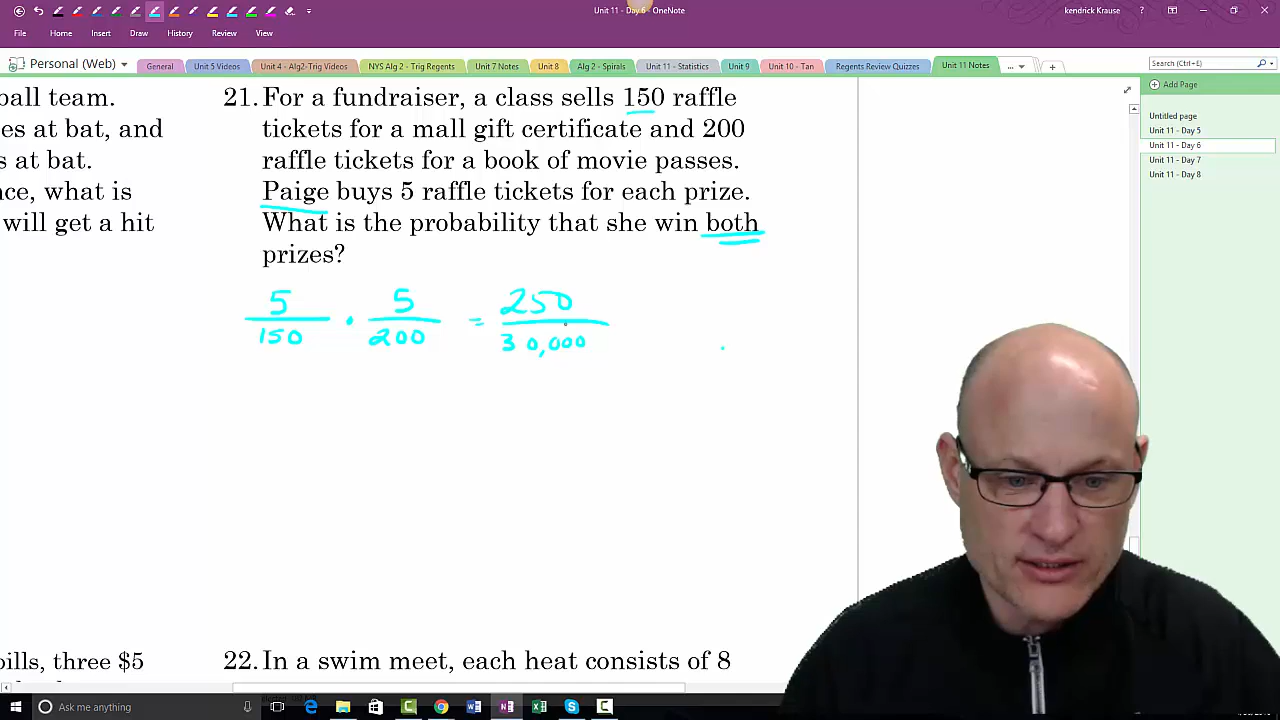 Unit 11 - Day 6 - OneNote
kendrick Krause
?
File Home Insert Draw History Review View
Personal (Web)
General
Unit 5 Videos
Unit 4 - Alg2-Trig Videos
NYS Alg 2 - Trig Regents
Unit 7 Notes
Unit 8
Alg 2 - Spirals
Unit 11 - Statistics
Unit 9
Unit 10 - Tan
Regents Review Quizzes
Unit 11 Notes
...
Search (Ctrl+E)
Add Page
Untitled page
Unit 11 - Day 5
Unit 11 - Day 6
Unit 11 - Day 7
Unit 11 - Day 8
ball team.
es at bat, and
s at bat.
nce, what is
will get a hit
21. For a fundraiser, a class sells 150 raffle
tickets for a mall gift certificate and 200
raffle tickets for a book of movie passes.
Paige buys 5 raffle tickets for each prize.
What is the probability that she win both
prizes?
5/150 · 5/200 = 250/30,000
bills, three $5
22. In a swim meet, each heat consists of 8
Ask me anything